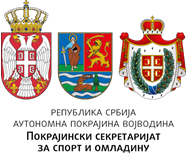 РЕПУБЛИКА СРБИЈА
АУТОНОМНА ПОКРАЈИНА ВОЈВОДИНА
ПОКРАЈИНСКИ СЕКРЕТАРИЈАТ
ЗА СПОРТ И ОМЛАДИНУ